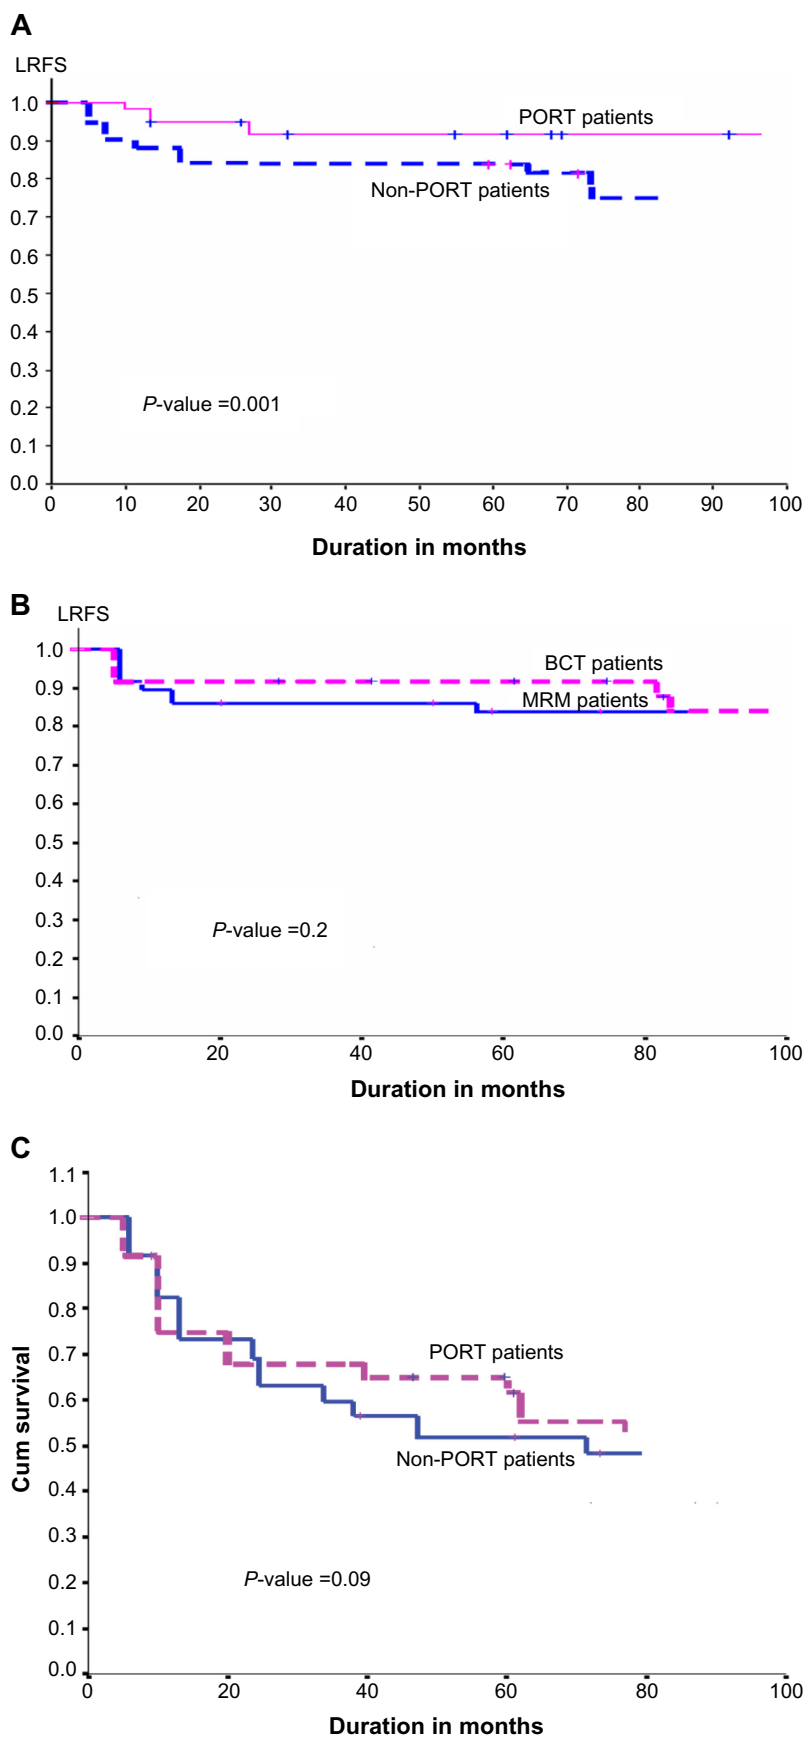 A
LRFS
1.0
0.9
0.8
0.7
0.6
0.5
0.4
0.3
0.2
0.1
0.0
PORT patients
Non-PORT patients
P-value =0.001
0 10 20 30 40 50 60 70 80 90 100
Duration in months
B
LRFS
1.0
0.9
0.8
0.7
0.6
0.5
0.4
0.3
0.2
0.1
0.0
BCT patients
MRM patients
P-value =0.2
0 20 40 60 80 100
Duration in months
C
Cum survival
1.1
1.0
0.9
0.8
0.7
0.6
0.5
0.4
0.3
0.2
0.1
0.0
PORT patients
Non-PORT patients
P-value =0.09
0 20 40 60 80 100
Duration in months